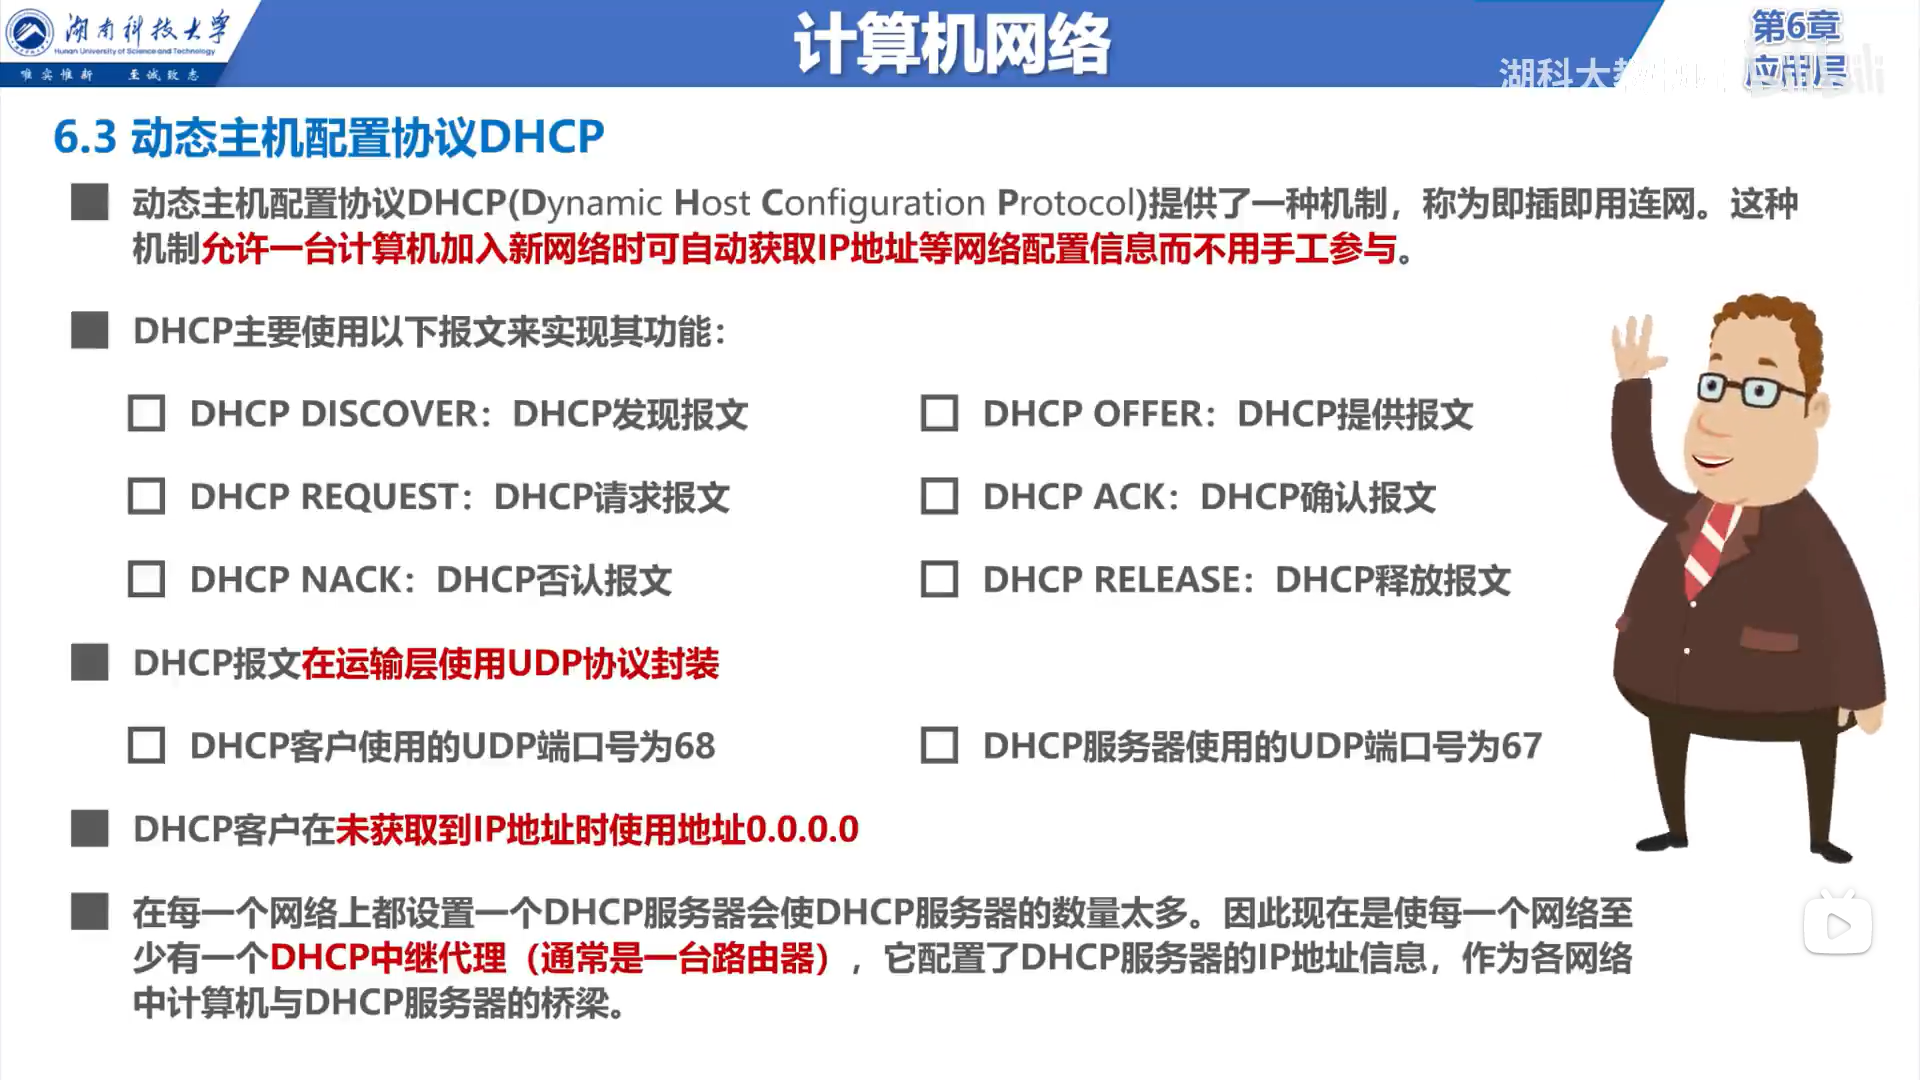 湖南科技大学
Hunan University of Science and Technology
唯实惟新 至诚致志
计算机网络
第6章
应用层
湖科大教书匠
bilibili
6.3 动态主机配置协议DHCP
动态主机配置协议DHCP(Dynamic Host Configuration Protocol)提供了一种机制，称为即插即用连网。这种
机制允许一台计算机加入新网络时可自动获取IP地址等网络配置信息而不用手工参与。
DHCP主要使用以下报文来实现其功能：
DHCP DISCOVER：DHCP发现报文
DHCP OFFER：DHCP提供报文
DHCP REQUEST：DHCP请求报文
DHCP ACK：DHCP确认报文
DHCP NACK：DHCP否认报文
DHCP RELEASE：DHCP释放报文
DHCP报文在运输层使用UDP协议封装
DHCP客户使用的UDP端口号为68
DHCP服务器使用的UDP端口号为67
DHCP客户在未获取到IP地址时使用地址0.0.0.0
在每一个网络上都设置一个DHCP服务器会使DHCP服务器的数量太多。因此现在是使每一个网络至
少有一个DHCP中继代理（通常是一台路由器），它配置了DHCP服务器的IP地址信息，作为各网络
中计算机与DHCP服务器的桥梁。